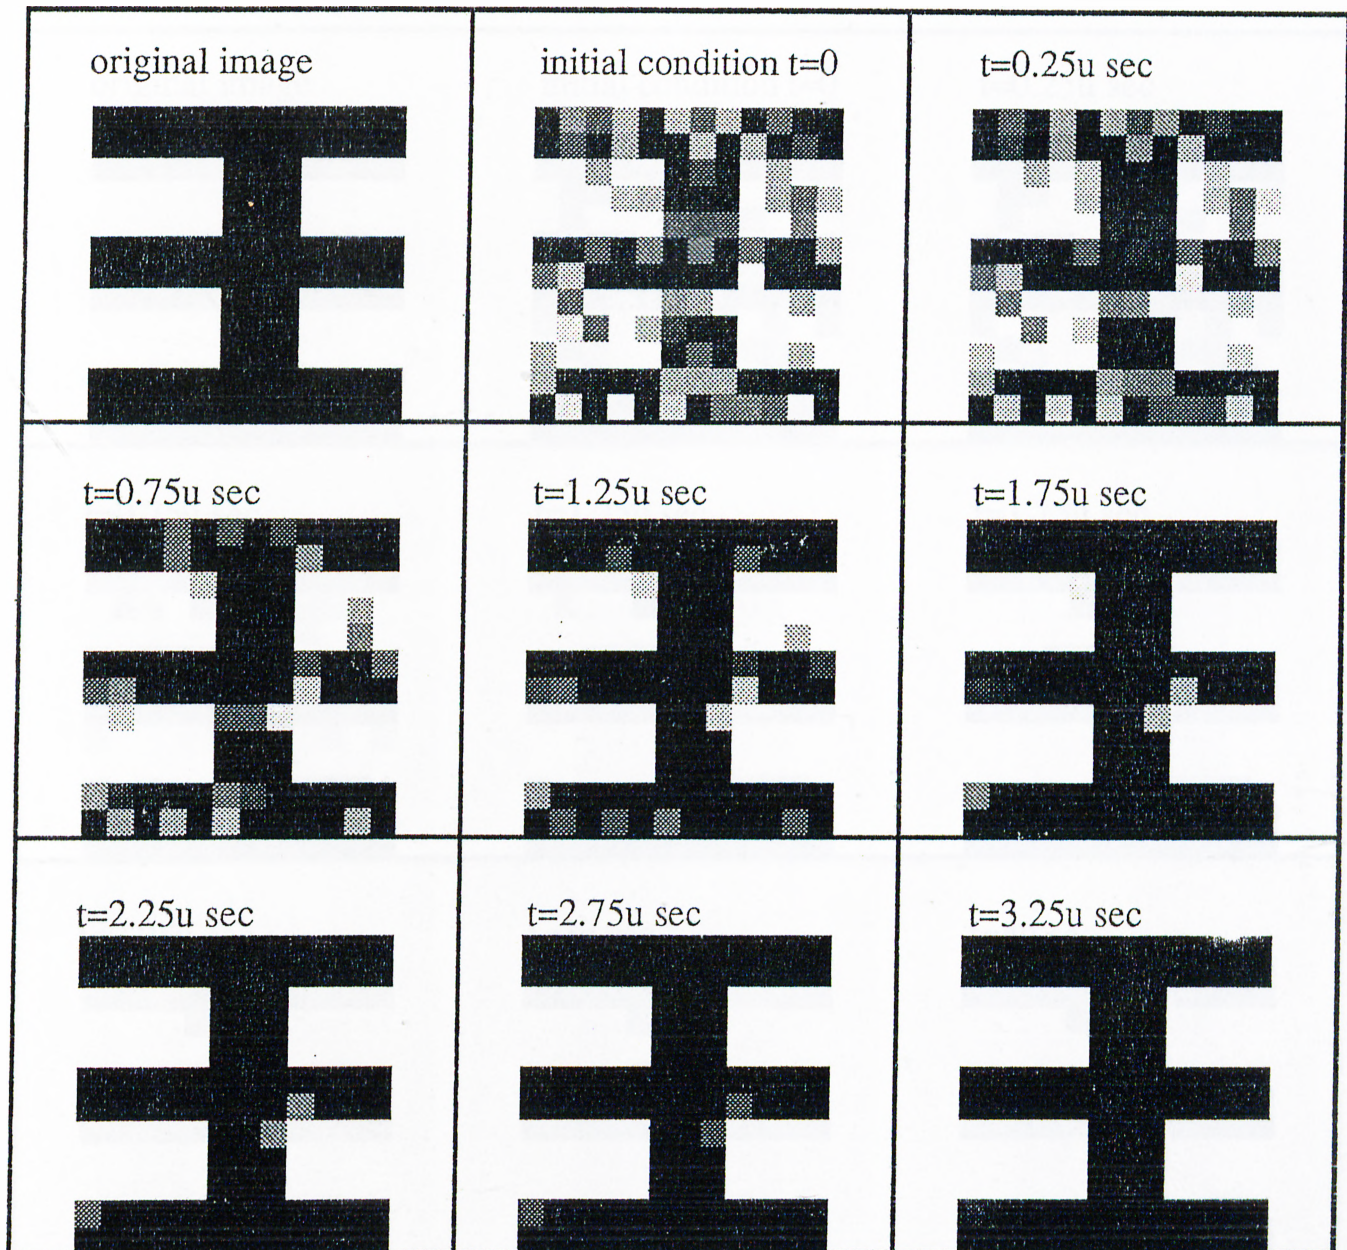 original image
initial condition t=0
t=0.25u sec
t=0.75u sec
t=1.25u sec
t=1.75u sec
t=2.25u sec
t=2.75u sec
t=3.25u sec